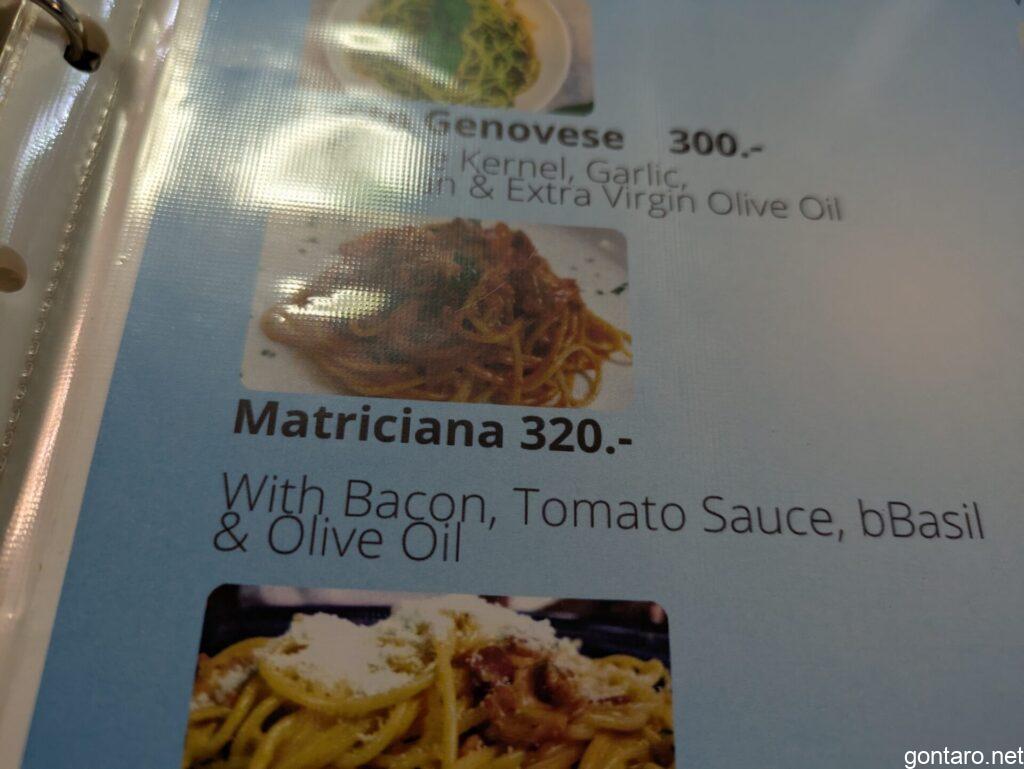 Genovese 300.-
Kernel, Garlic,
& Extra Virgin Olive Oil
Matriciana 320.-
With Bacon, Tomato Sauce, bBasil
& Olive Oil
gontaro.net